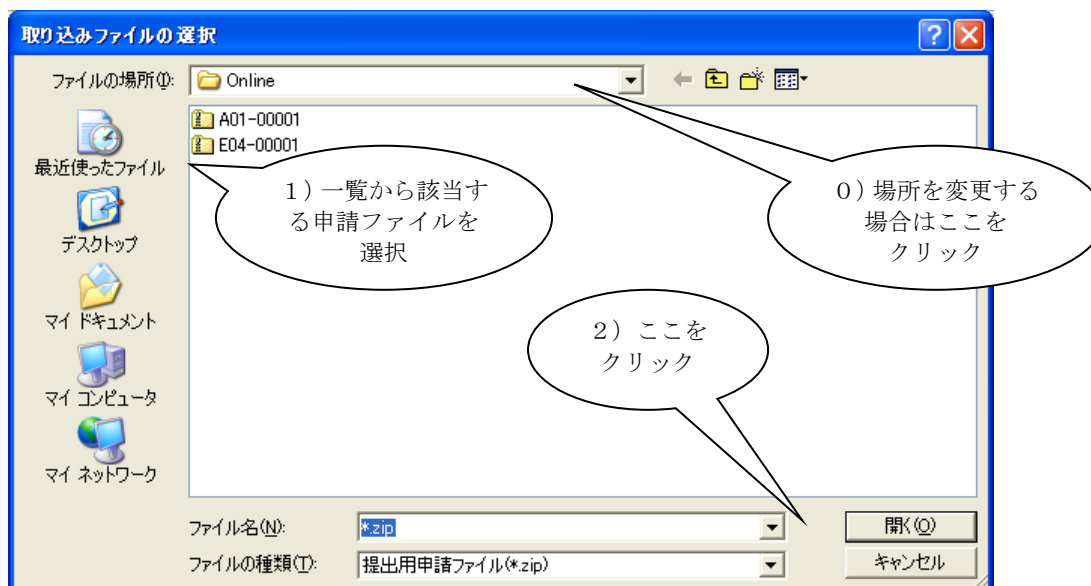 取り込みファイルの選択
ファイルの場所(I):
Online
A01-00001
E04-00001
最近使ったファイル
デスクトップ
マイ ドキュメント
マイ コンピュータ
マイ ネットワーク
1)一覧から該当す
る申請ファイルを
選択
0)場所を変更する
場合はここを
クリック
2)ここを
クリック
ファイル名(N):
*.zip
開く(O)
ファイルの種類(T):
提出用申請ファイル(*.zip)
キャンセル